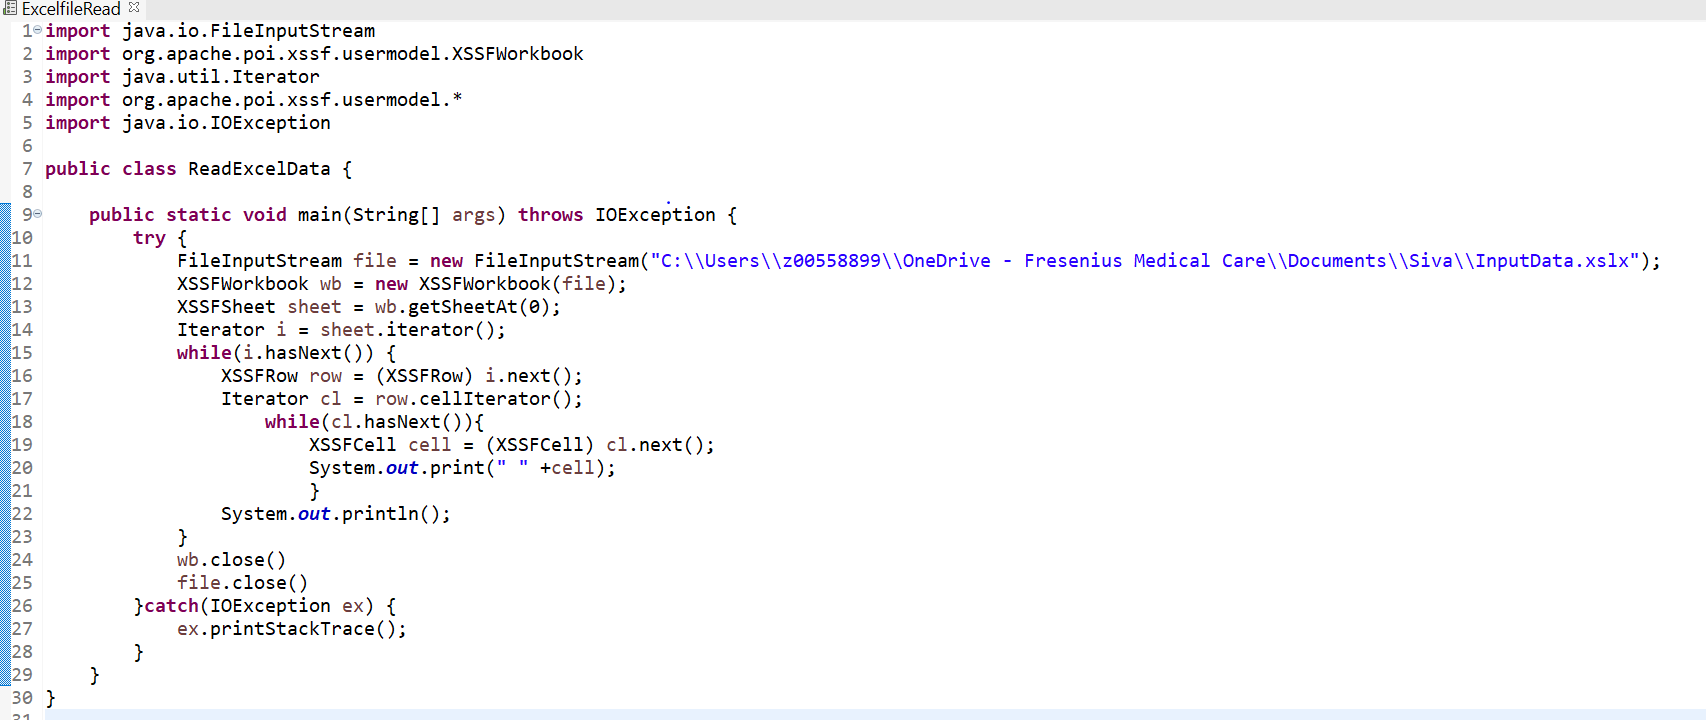 ExcelfileRead
1 import java.io.FileInputStream
2 import org.apache.poi.xssf.usermodel.XSSFWorkbook
3 import java.util.Iterator
4 import org.apache.poi.xssf.usermodel.*
5 import java.io.IOException
6
7 public class ReadExcelData {
8
9     public static void main(String[] args) throws IOException {
10         try {
11             FileInputStream file = new FileInputStream("C:\\Users\\z00558899\\OneDrive - Fresenius Medical Care\\Documents\\Siva\\InputData.xslx");
12             XSSFWorkbook wb = new XSSFWorkbook(file);
13             XSSFSheet sheet = wb.getSheetAt(0);
14             Iterator i = sheet.iterator();
15             while(i.hasNext()) {
16                 XSSFRow row = (XSSFRow) i.next();
17                 Iterator cl = row.cellIterator();
18                     while(cl.hasNext()){
19                         XSSFCell cell = (XSSFCell) cl.next();
20                         System.out.print(" " +cell);
21                         }
22                 System.out.println();
23             }
24             wb.close()
25             file.close()
26         }catch(IOException ex) {
27             ex.printStackTrace();
28         }
29     }
30 }
31